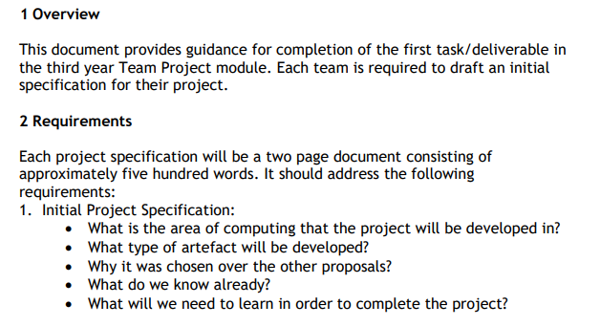 1 Overview
This document provides guidance for completion of the first task/deliverable in
the third year Team Project module. Each team is required to draft an initial
specification for their project.
2 Requirements
Each project specification will be a two page document consisting of
approximately five hundred words. It should address the following
requirements:
1. Initial Project Specification:
• What is the area of computing that the project will be developed in?
• What type of artefact will be developed?
• Why it was chosen over the other proposals?
• What do we know already?
• What will we need to learn in order to complete the project?